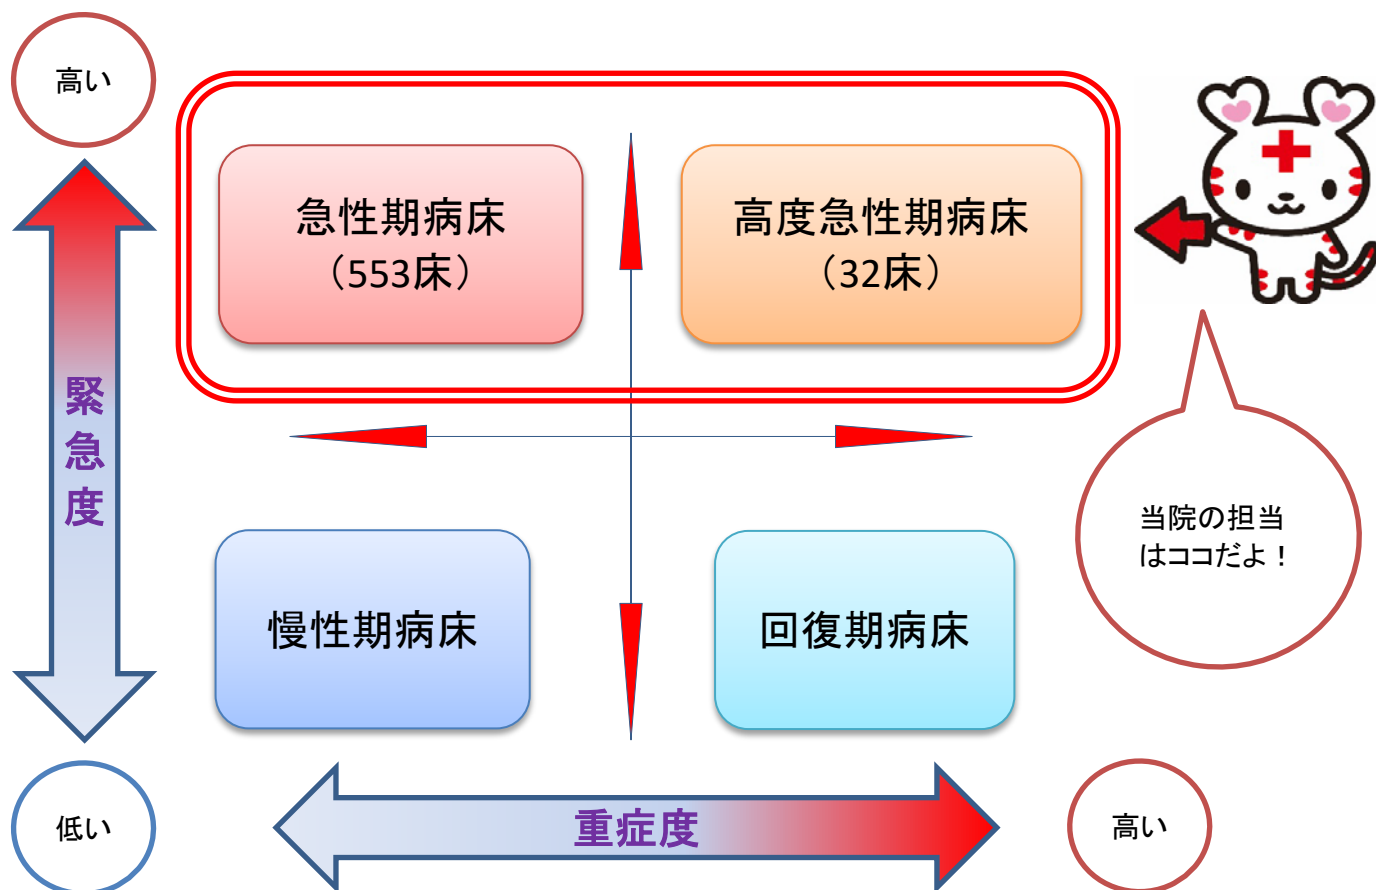 高い
急性期病床
（553床）
高度急性期病床
（32床）
緊急度
当院の担当
はココだよ！
慢性期病床
回復期病床
低い
重症度
高い